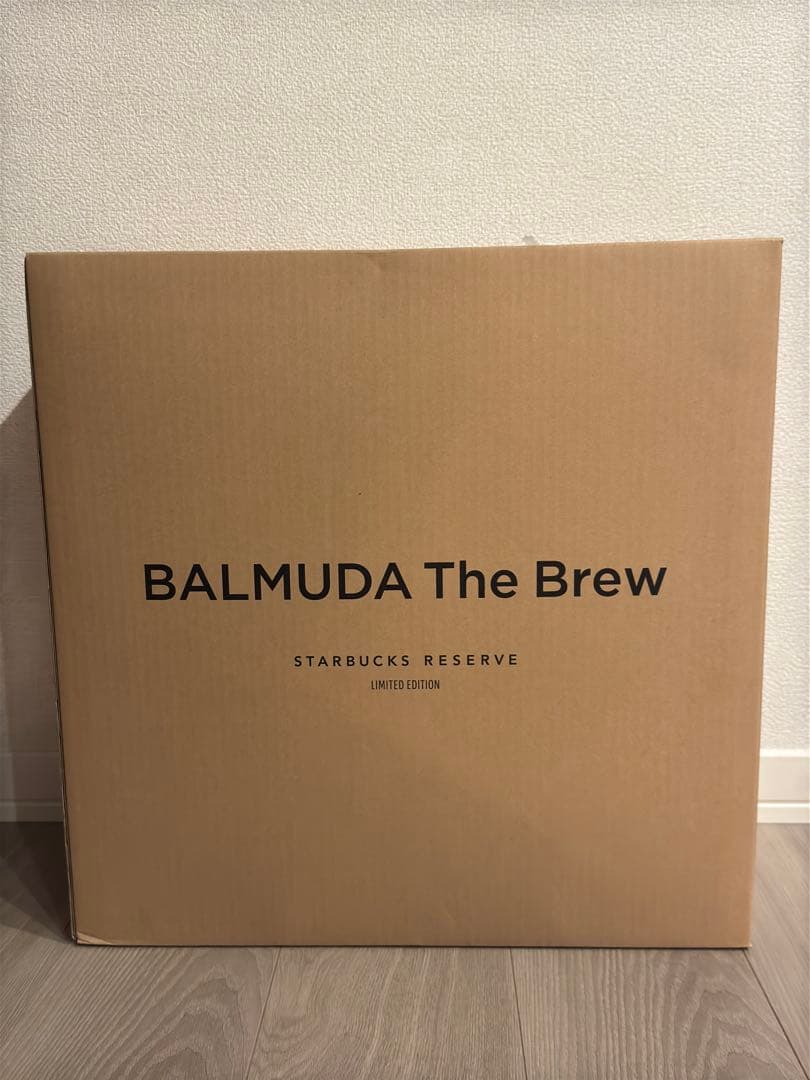 BALMUDA The Brew
STARBUCKS RESERVE
LIMITED EDITION